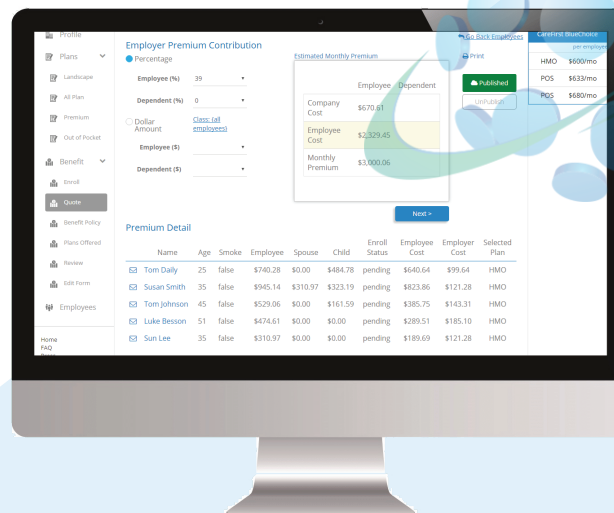 Profile
Plans
Landscape
All Plan
Premium
Out of Pocket
Benefit
Enroll
Quote
Benefit Policy
Plans Offered
Review
Edit Form
Employees
Home
FAQ
Employer Premium Contribution
Percentage
Employee (%) 39
Dependent (%) 0
Dollar Amount Class: (all employees)
Employee ($)
Dependent ($)
Estimated Monthly Premium
Employee Dependent
Company Cost $670.61
Employee Cost $2,329.45
Monthly Premium $3,000.06
Go Back Employees
Print
Published
UnPublish
CareFirst BlueChoice
per employee
HMO $600/mo
POS $633/mo
POS $680/mo
Next >
Premium Detail
Name Age Smoke Employee Spouse Child Enroll Status Employee Cost Employer Cost Selected Plan
Tom Daily 25 false $740.28 $0.00 $484.78 pending $640.64 $99.64 HMO
Susan Smith 35 false $945.14 $310.97 $323.19 pending $823.86 $121.28 HMO
Tom Johnson 45 false $529.06 $0.00 $161.59 pending $385.75 $143.31 HMO
Luke Besson 51 false $474.61 $0.00 $0.00 pending $289.51 $185.10 HMO
Sun Lee 35 false $310.97 $0.00 $0.00 pending $189.69 $121.28 HMO